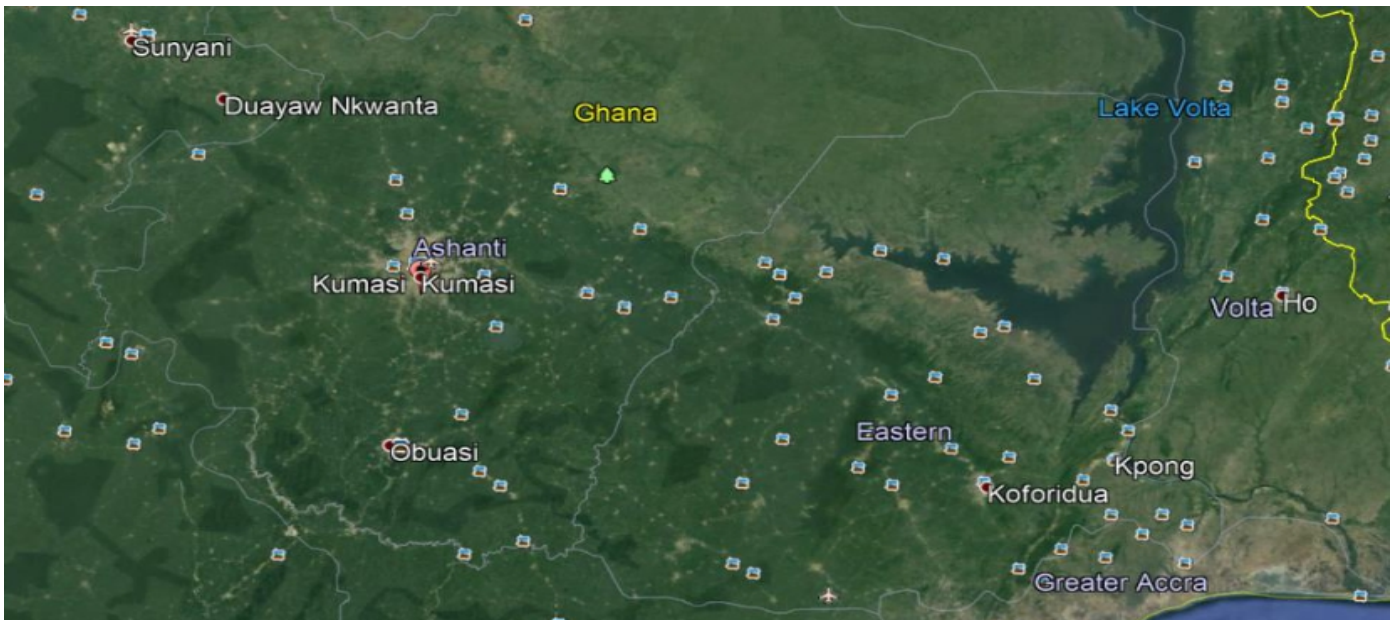 Sunyani
Duayaw Nkwanta
Ghana
Lake Volta
Ashanti
Kumasi Kumasi
Volta Ho
Eastern
Obuasi
Kpong
Koforidua
Greater Accra